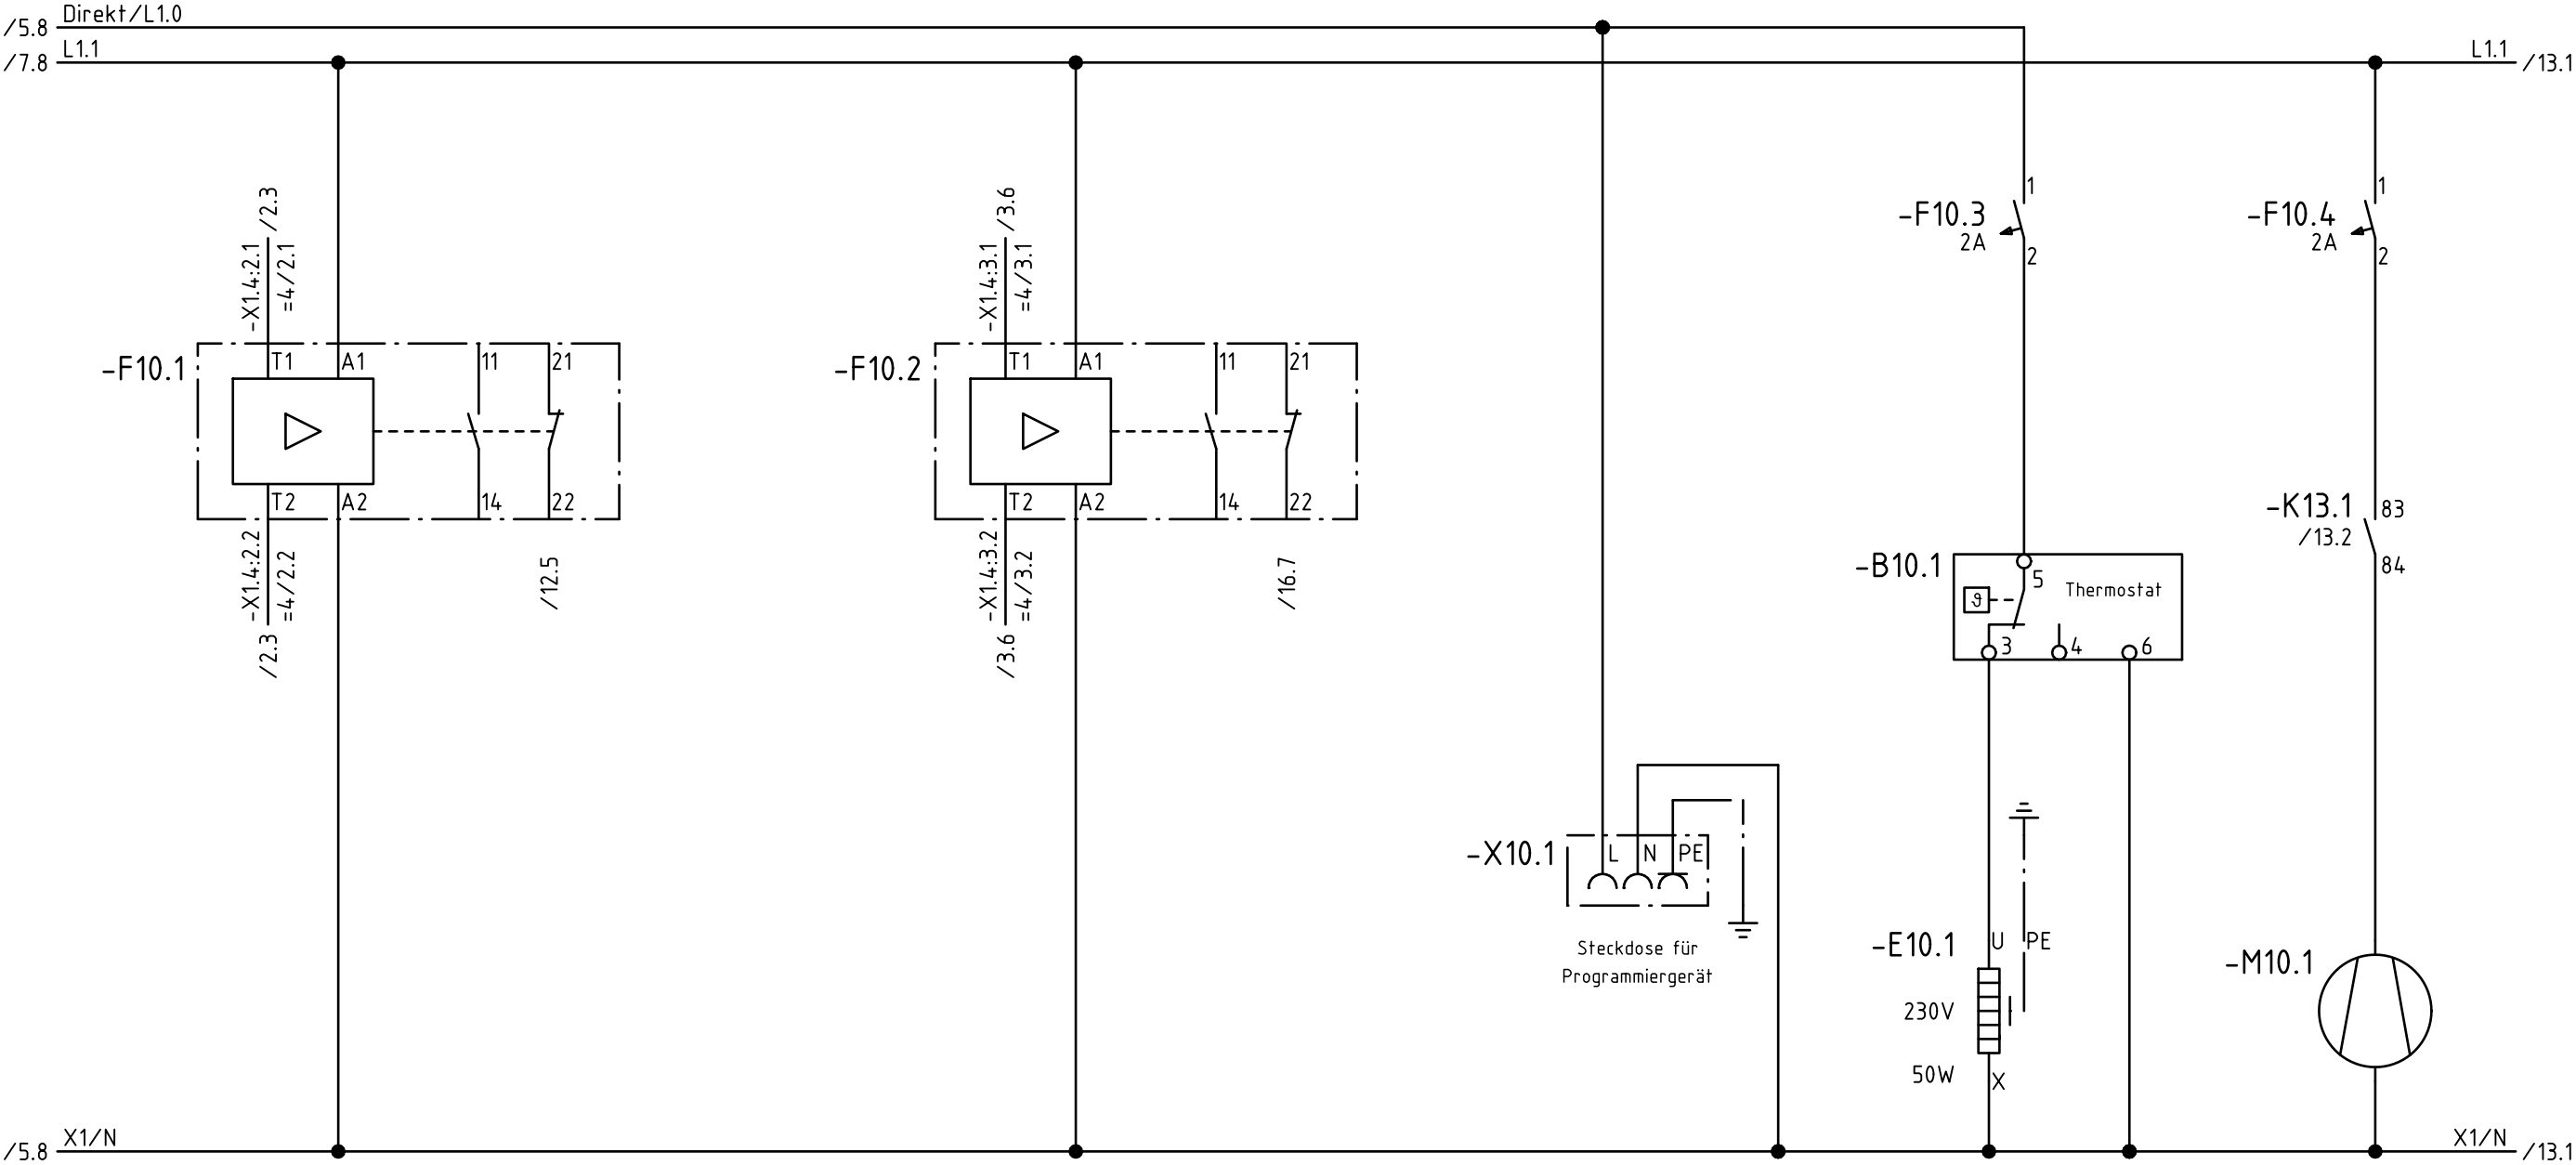 Direkt/L1.0
/5.8
L1.1
/7.8
L1.1
/13.1
/2.3
-X1.4:2.1
=4/2.1
-F10.1
T1
A1
11
21
T2
A2
14
22
-X1.4:2.2
=4/2.2
/2.3
/12.5
/3.6
-X1.4:3.1
=4/3.1
-F10.2
T1
A1
11
21
T2
A2
14
22
-X1.4:3.2
=4/3.2
/3.6
/16.7
-X10.1
L
N
PE
Steckdose für
Programmiergerät
-F10.3
2A
1
2
-B10.1
5
Thermostat
ϑ
3
4
6
-E10.1
U
PE
230V
50W
X
-F10.4
2A
1
2
-K13.1
/13.2
83
84
-M10.1
X1/N
/5.8
X1/N
/13.1